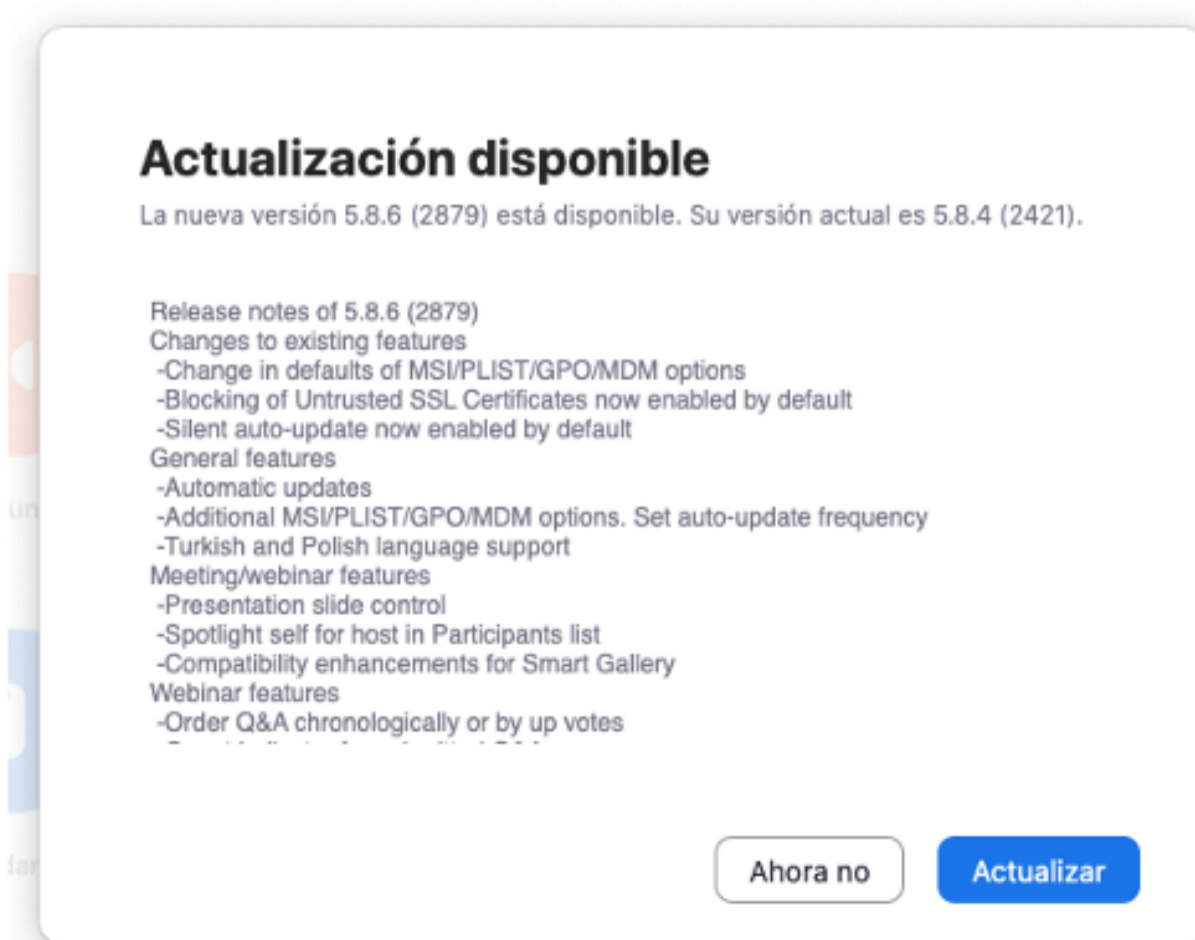 Actualización disponible
La nueva versión 5.8.6 (2879) está disponible. Su versión actual es 5.8.4 (2421).
Release notes of 5.8.6 (2879)
Changes to existing features
-Change in defaults of MSI/PLIST/GPO/MDM options
-Blocking of Untrusted SSL Certificates now enabled by default
-Silent auto-update now enabled by default
General features
-Automatic updates
-Additional MSI/PLIST/GPO/MDM options. Set auto-update frequency
-Turkish and Polish language support
Meeting/webinar features
-Presentation slide control
-Spotlight self for host in Participants list
-Compatibility enhancements for Smart Gallery
Webinar features
-Order Q&A chronologically or by up votes
Ahora no
Actualizar